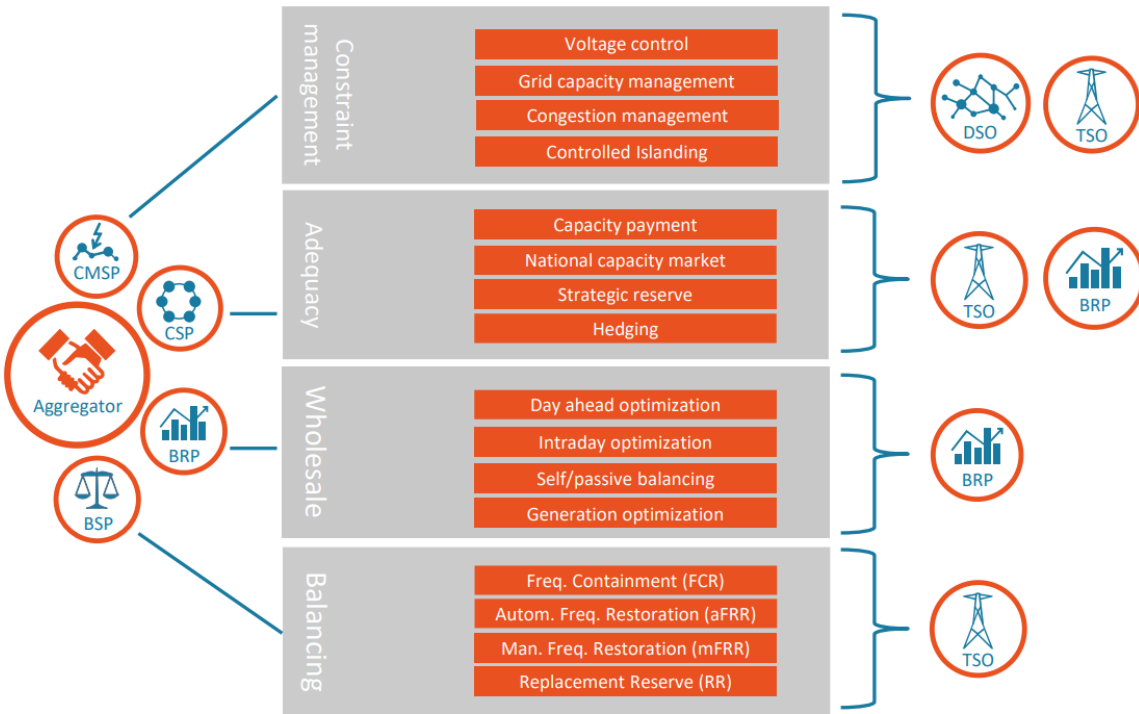 Constraint
management
Voltage control
Grid capacity management
Congestion management
Controlled Islanding
DSO
TSO
CMSP
CSP
Aggregator
BRP
BSP
Adequacy
Capacity payment
National capacity market
Strategic reserve
Hedging
TSO
BRP
Wholesale
Day ahead optimization
Intraday optimization
Self/passive balancing
Generation optimization
BRP
Balancing
Freq. Containment (FCR)
Autom. Freq. Restoration (aFRR)
Man. Freq. Restoration (mFRR)
Replacement Reserve (RR)
TSO